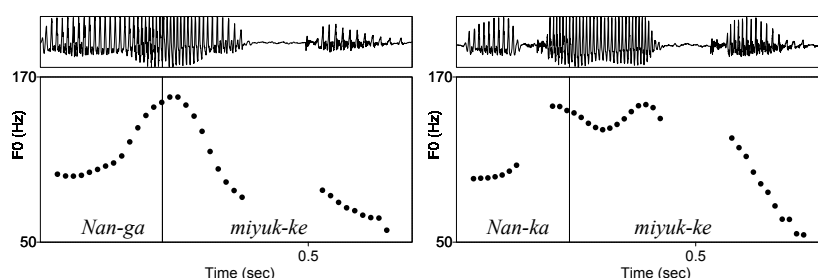 170
F0 (Hz)
50
Nan-ga
miyuk-ke
0.5
Time (sec)
170
F0 (Hz)
50
Nan-ka
miyuk-ke
0.5
Time (sec)